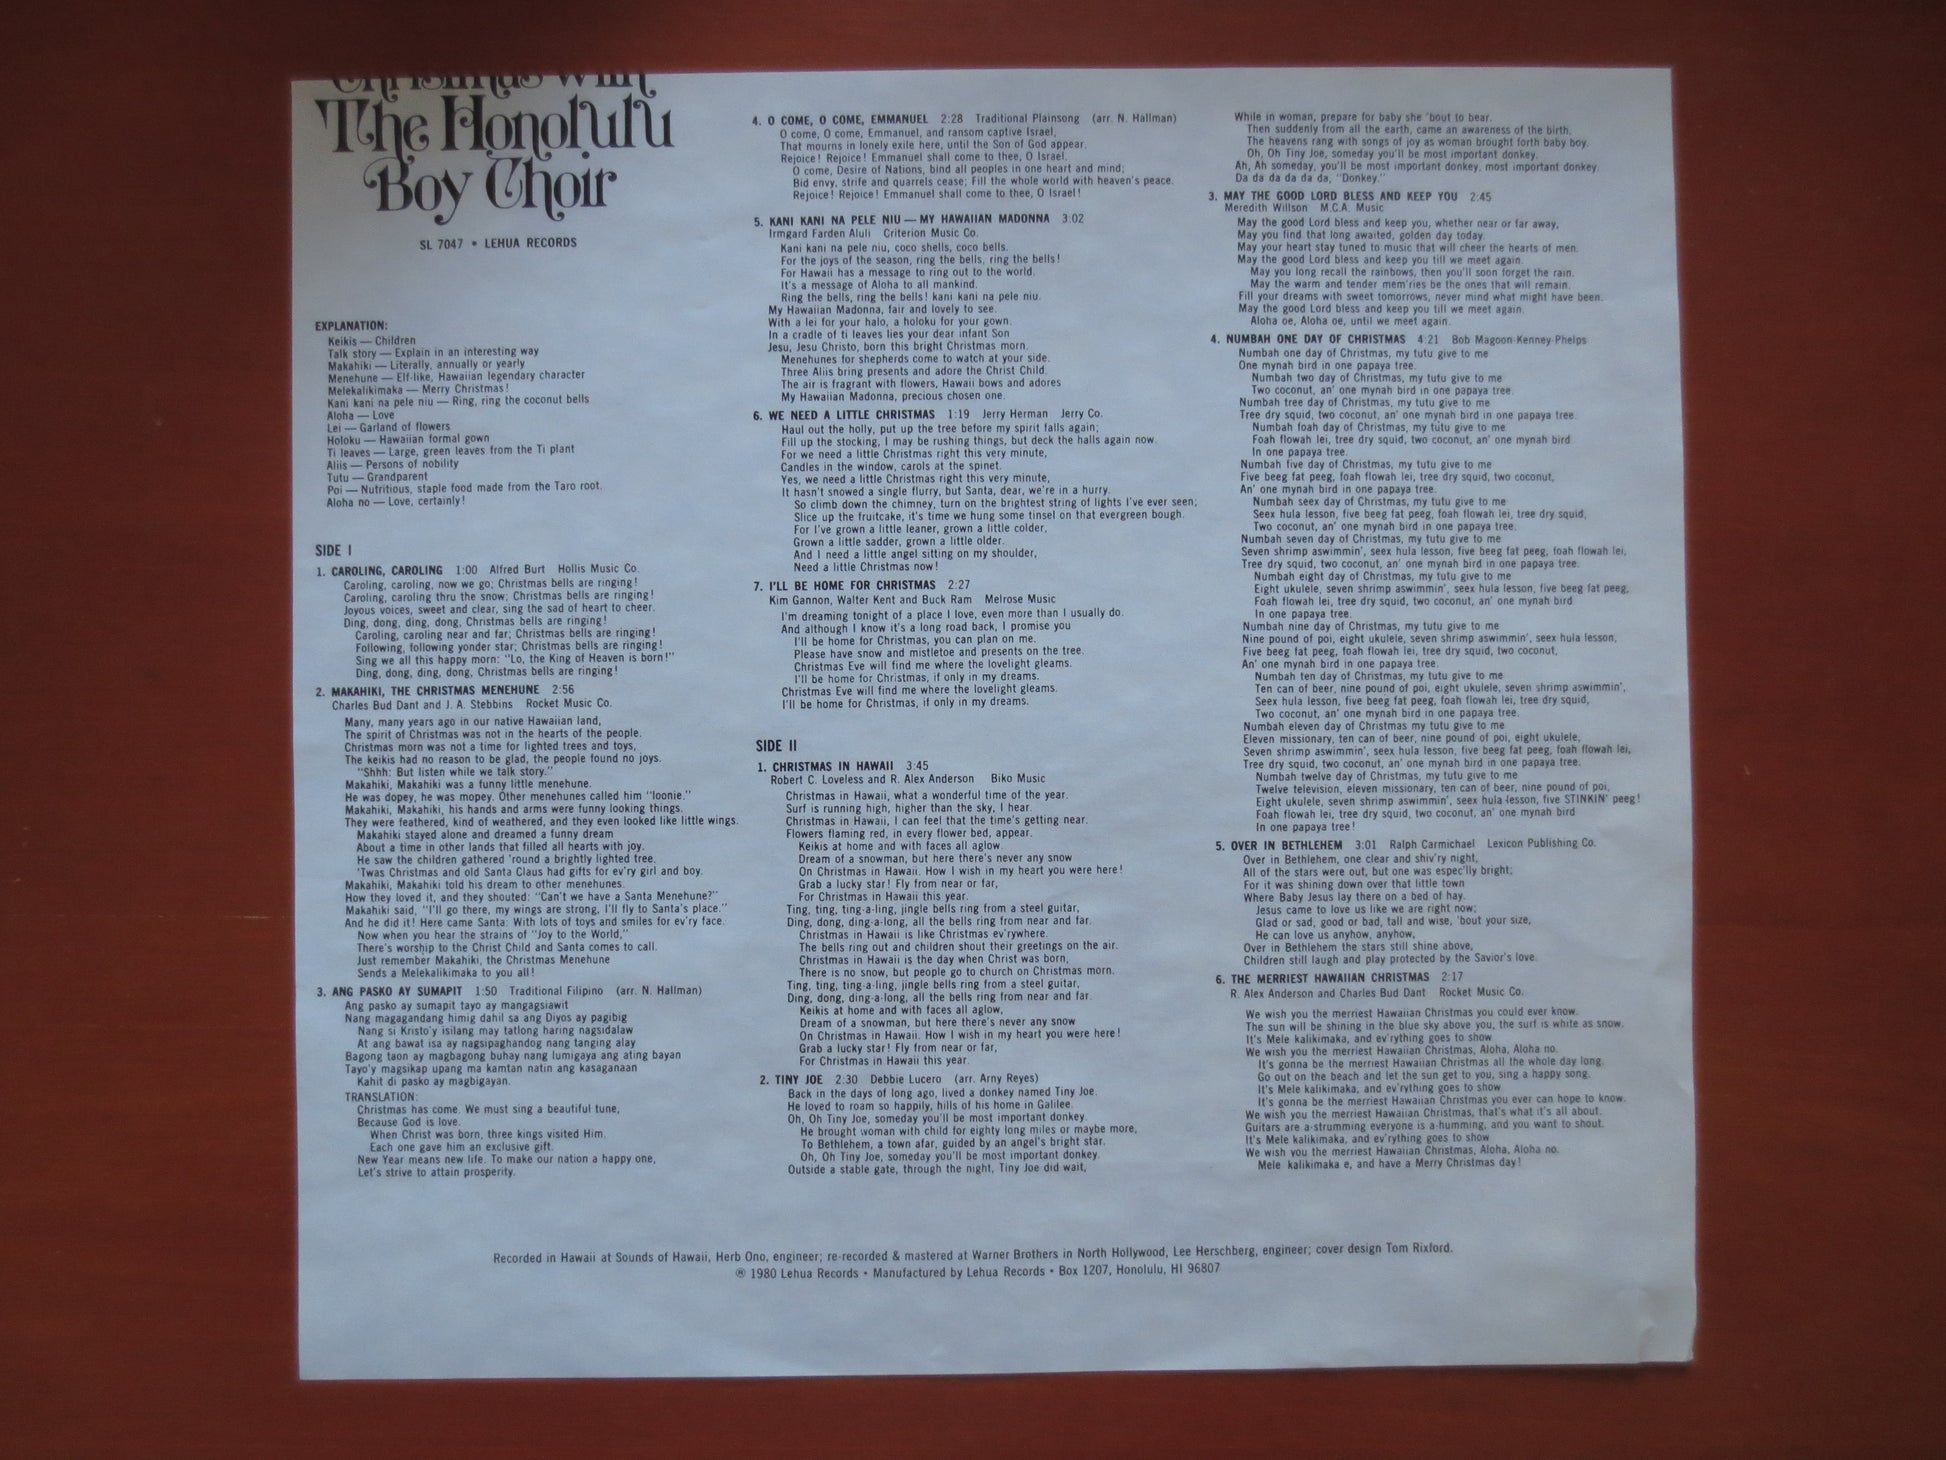 Christmas with
The Honolulu
Boy Choir
SL 7047 • LEHUA RECORDS
EXPLANATION:
Keikis — Children
Talk story — Explain in an interesting way
Makahiki — Literally, annually or yearly
Menehune — Elf-like, Hawaiian legendary character
Melekalikimaka — Merry Christmas!
Kani kani na pele niu — Ring, ring the coconut bells
Aloha — Love
Lei — Garland of flowers
Holoku — Hawaiian formal gown
Ti leaves — Large, green leaves from the Ti plant
Aliis — Persons of nobility
Tutu — Grandparent
Poi — Nutritious, staple food made from the Taro root.
Aloha no — Love, certainly!
SIDE I
1. CAROLING, CAROLING 1:00 Alfred Burt Hollis Music Co.
Caroling, caroling, now we go; Christmas bells are ringing!
Caroling, caroling thru the snow; Christmas bells are ringing!
Joyous voices, sweet and clear, sing the sad of heart to cheer.
Ding, dong, ding, dong, Christmas bells are ringing!
Caroling, caroling near and far; Christmas bells are ringing!
Following, following yonder star; Christmas bells are ringing!
Sing we all this happy morn: "Lo, the King of Heaven is born!"
Ding, dong, ding, dong, Christmas bells are ringing!
2. MAKAHIKI, THE CHRISTMAS MENEHUNE 2:56
Charles Bud Dant and J. A. Stebbins Rocket Music Co.
Many, many years ago in our native Hawaiian land,
The spirit of Christmas was not in the hearts of the people.
Christmas morn was not a time for lighted trees and toys,
The keikis had no reason to be glad, the people found no joys.
"Shhh: But listen while we talk story."
Makahiki, Makahiki was a funny little menehune.
He was dopey, he was mopey. Other menehunes called him "loonie."
Makahiki, Makahiki, his hands and arms were funny looking things.
They were feathered, kind of weathered, and they even looked like little wings.
Makahiki stayed alone and dreamed a funny dream
About a time in other lands that filled all hearts with joy.
He saw the children gathered 'round a brightly lighted tree.
'Twas Christmas and old Santa Claus had gifts for ev'ry girl and boy.
Makahiki, Makahiki told his dream to other menehunes.
How they loved it, and they shouted: "Can't we have a Santa Menehune?"
Makahiki said, "I'll go there, my wings are strong, I'll fly to Santa's place."
And he did it! Here came Santa: With lots of toys and smiles for ev'ry face.
Now when you hear the strains of "Joy to the World,"
There's worship to the Christ Child and Santa comes to call.
Just remember Makahiki, the Christmas Menehune
Sends a Melekalikimaka to you all!
3. ANG PASKO AY SUMAPIT 1:50 Traditional Filipino (arr. N. Hallman)
Ang pasko ay sumapit tayo ay mangagsiawit
Nang magagandang himig dahil sa ang Diyos ay pagibig
Nang si Kristo'y isilang may tatlong haring nagsidalaw
At ang bawat isa ay nagsipaghandog nang tanging alay
Bagong taon ay magbagong buhay nang lumigaya ang ating bayan
Tayo'y magsikap upang ma kamtan natin ang kasaganaan
Kahit di pasko ay magbigayan.
TRANSLATION:
Christmas has come. We must sing a beautiful tune,
Because God is love.
When Christ was born, three kings visited Him.
Each one gave him an exclusive gift.
New Year means new life. To make our nation a happy one,
Let's strive to attain prosperity.
4. O COME, O COME, EMMANUEL 2:28 Traditional Plainsong (arr. N. Hallman)
O come, O come, Emmanuel, and ransom captive Israel,
That mourns in lonely exile here, until the Son of God appear.
Rejoice! Rejoice! Emmanuel shall come to thee, O Israel.
O come, Desire of Nations, bind all peoples in one heart and mind;
Bid envy, strife and quarrels cease; Fill the whole world with heaven's peace.
Rejoice! Rejoice! Emmanuel shall come to thee, O Israel!
5. KANI KANI NA PELE NIU — MY HAWAIIAN MADONNA 3:02
Irmgard Farden Aluli Criterion Music Co.
Kani kani na pele niu, coco shells, coco bells.
For the joys of the season, ring the bells, ring the bells!
For Hawaii has a message to ring out to the world.
It's a message of Aloha to all mankind.
Ring the bells, ring the bells! kani kani na pele niu.
My Hawaiian Madonna, fair and lovely to see.
With a lei for your halo, a holoku for your gown.
In a cradle of ti leaves lies your dear infant Son
Jesu, Jesu Christo, born this bright Christmas morn.
Menehunes for shepherds come to watch at your side.
Three Aliis bring presents and adore the Christ Child.
The air is fragrant with flowers, Hawaii bows and adores
My Hawaiian Madonna, precious chosen one.
6. WE NEED A LITTLE CHRISTMAS 1:19 Jerry Herman Jerry Co.
Haul out the holly, put up the tree before my spirit falls again;
Fill up the stocking, I may be rushing things, but deck the halls again now.
For we need a little Christmas right this very minute,
Candles in the window, carols at the spinet.
Yes, we need a little Christmas right this very minute,
It hasn't snowed a single flurry, but Santa, dear, we're in a hurry.
So climb down the chimney, turn on the brightest string of lights I've ever seen;
Slice up the fruitcake, it's time we hung some tinsel on that evergreen bough.
For I've grown a little leaner, grown a little colder,
Grown a little sadder, grown a little older.
And I need a little angel sitting on my shoulder,
Need a little Christmas now!
7. I'LL BE HOME FOR CHRISTMAS 2:27
Kim Gannon, Walter Kent and Buck Ram Melrose Music
I'm dreaming tonight of a place I love, even more than I usually do.
And although I know it's a long road back, I promise you
I'll be home for Christmas, you can plan on me.
Please have snow and mistletoe and presents on the tree.
Christmas Eve will find me where the lovelight gleams.
I'll be home for Christmas, if only in my dreams.
Christmas Eve will find me where the lovelight gleams.
I'll be home for Christmas, if only in my dreams.
SIDE II
1. CHRISTMAS IN HAWAII 3:45
Robert C. Loveless and R. Alex Anderson Biko Music
Christmas in Hawaii, what a wonderful time of the year.
Surf is running high, higher than the sky, I hear.
Christmas in Hawaii, I can feel that the time's getting near.
Flowers flaming red, in every flower bed, appear.
Keikis at home and with faces all aglow.
Dream of a snowman, but here there's never any snow
On Christmas in Hawaii. How I wish in my heart you were here!
Grab a lucky star! Fly from near or far,
For Christmas in Hawaii this year.
Ting, ting, ting-a-ling, jingle bells ring from a steel guitar,
Ding, dong, ding-a-long, all the bells ring from near and far.
Christmas in Hawaii is like Christmas ev'rywhere.
The bells ring out and children shout their greetings on the air.
Christmas in Hawaii is the day when Christ was born,
There is no snow, but people go to church on Christmas morn.
Ting, ting, ting-a-ling, jingle bells ring from a steel guitar,
Ding, dong, ding-a-long, all the bells ring from near and far.
Keikis at home and with faces all aglow,
Dream of a snowman, but here there's never any snow
On Christmas in Hawaii. How I wish in my heart you were here!
Grab a lucky star! Fly from near or far,
For Christmas in Hawaii this year.
2. TINY JOE 2:30 Debbie Lucero (arr. Arny Reyes)
Back in the days of long ago, lived a donkey named Tiny Joe.
He loved to roam so happily, hills of his home in Galilee.
Oh, Oh Tiny Joe, someday you'll be most important donkey.
He brought woman with child for eighty long miles or maybe more,
To Bethlehem, a town afar, guided by an angel's bright star.
Oh, Oh Tiny Joe, someday you'll be most important donkey.
Outside a stable gate, through the night, Tiny Joe did wait,
While in woman, prepare for baby she 'bout to bear.
Then suddenly from all the earth, came an awareness of the birth.
The heavens rang with songs of joy as woman brought forth baby boy.
Oh, Oh Tiny Joe, someday you'll be most important donkey.
Ah, Ah someday, you'll be most important donkey, most important donkey.
Da da da da da da, "Donkey."
3. MAY THE GOOD LORD BLESS AND KEEP YOU 2:45
Meredith Willson M.C.A. Music
May the good Lord bless and keep you, whether near or far away,
May you find that long awaited, golden day today.
May your heart stay tuned to music that will cheer the hearts of men.
May the good Lord bless and keep you till we meet again.
May you long recall the rainbows, then you'll soon forget the rain.
May the warm and tender mem'ries be the ones that will remain.
Fill your dreams with sweet tomorrows, never mind what might have been.
May the good Lord bless and keep you till we meet again.
Aloha oe, Aloha oe, until we meet again.
4. NUMBAH ONE DAY OF CHRISTMAS 4:21 Bob Magoon-Kenney-Phelps
Numbah one day of Christmas, my tutu give to me
One mynah bird in one papaya tree.
Numbah two day of Christmas, my tutu give to me
Two coconut, an' one mynah bird in one papaya tree.
Numbah tree day of Christmas, my tutu give to me
Tree dry squid, two coconut, an' one mynah bird in one papaya tree.
Numbah foah day of Christmas, my tutu give to me
Foah flowah lei, tree dry squid, two coconut, an' one mynah bird
In one papaya tree.
Numbah five day of Christmas, my tutu give to me
Five beeg fat peeg, foah flowah lei, tree dry squid, two coconut,
An' one mynah bird in one papaya tree.
Numbah seex day of Christmas, my tutu give to me
Seex hula lesson, five beeg fat peeg, foah flowah lei, tree dry squid,
Two coconut, an' one mynah bird in one papaya tree.
Numbah seven day of Christmas, my tutu give to me
Seven shrimp aswimmin', seex hula lesson, five beeg fat peeg, foah flowah lei,
Tree dry squid, two coconut, an' one mynah bird in one papaya tree.
Numbah eight day of Christmas, my tutu give to me
Eight ukulele, seven shrimp aswimmin', seex hula lesson, five beeg fat peeg,
Foah flowah lei, tree dry squid, two coconut, an' one mynah bird
In one papaya tree.
Numbah nine day of Christmas, my tutu give to me
Nine pound of poi, eight ukulele, seven shrimp aswimmin', seex hula lesson,
Five beeg fat peeg, foah flowah lei, tree dry squid, two coconut,
An' one mynah bird in one papaya tree.
Numbah ten day of Christmas, my tutu give to me
Ten can of beer, nine pound of poi, eight ukulele, seven shrimp aswimmin',
Seex hula lesson, five beeg fat peeg, foah flowah lei, tree dry squid,
Two coconut, an' one mynah bird in one papaya tree.
Numbah eleven day of Christmas my tutu give to me
Eleven missionary, ten can of beer, nine pound of poi, eight ukulele,
Seven shrimp aswimmin', seex hula lesson, five beeg fat peeg, foah flowah lei,
Tree dry squid, two coconut, an' one mynah bird in one papaya tree.
Numbah twelve day of Christmas, my tutu give to me
Twelve television, eleven missionary, ten can of beer, nine pound of poi,
Eight ukulele, seven shrimp aswimmin', seex hula lesson, five STINKIN' peeg!
Foah flowah lei, tree dry squid, two coconut, an' one mynah bird
In one papaya tree!
5. OVER IN BETHLEHEM 3:01 Ralph Carmichael Lexicon Publishing Co.
Over in Bethlehem, one clear and shiv'ry night,
All of the stars were out, but one was espec'lly bright;
For it was shining down over that little town
Where Baby Jesus lay there on a bed of hay.
Jesus came to love us like we are right now;
Glad or sad, good or bad, tall and wise, 'bout your size,
He can love us anyhow, anyhow,
Over in Bethlehem the stars still shine above,
Children still laugh and play protected by the Savior's love.
6. THE MERRIEST HAWAIIAN CHRISTMAS 2:17
R. Alex Anderson and Charles Bud Dant Rocket Music Co.
We wish you the merriest Hawaiian Christmas you could ever know.
The sun will be shining in the blue sky above you, the surf is white as snow.
It's Mele kalikimaka, and ev'rything goes to show
We wish you the merriest Hawaiian Christmas, Aloha, Aloha no.
It's gonna be the merriest Hawaiian Christmas all the whole day long.
Go out on the beach and let the sun get to you, sing a happy song.
It's Mele kalikimaka, and ev'rything goes to show
It's gonna be the merriest Hawaiian Christmas you ever can hope to know.
We wish you the merriest Hawaiian Christmas, that's what it's all about.
Guitars are a-strumming everyone is a-humming, and you want to shout.
It's Mele kalikimaka, and ev'rything goes to show
We wish you the merriest Hawaiian Christmas, Aloha, Aloha no.
Mele kalikimaka e, and have a Merry Christmas day!
Recorded in Hawaii at Sounds of Hawaii, Herb Ono, engineer; re-recorded & mastered at Warner Brothers in North Hollywood, Lee Herschberg, engineer; cover design Tom Rixford.
℗ 1980 Lehua Records • Manufactured by Lehua Records • Box 1207, Honolulu, HI 96807